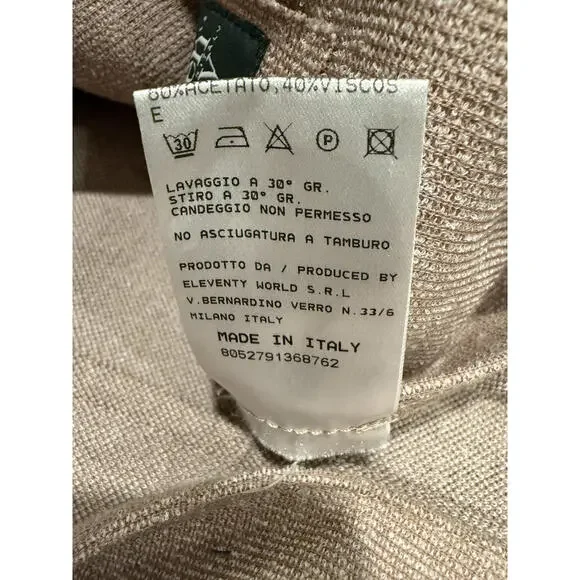 60%ACETATO,40%VISCOS
E
30 P
LAVAGGIO A 30° GR.
STIRO A 30° GR.
CANDEGGIO NON PERMESSO
NO ASCIUGATURA A TAMBURO
PRODOTTO DA / PRODUCED BY
ELEVENTY WORLD S.R.L
V.BERNARDINO VERRO N.33/6
MILANO ITALY
MADE IN ITALY
8052791368762